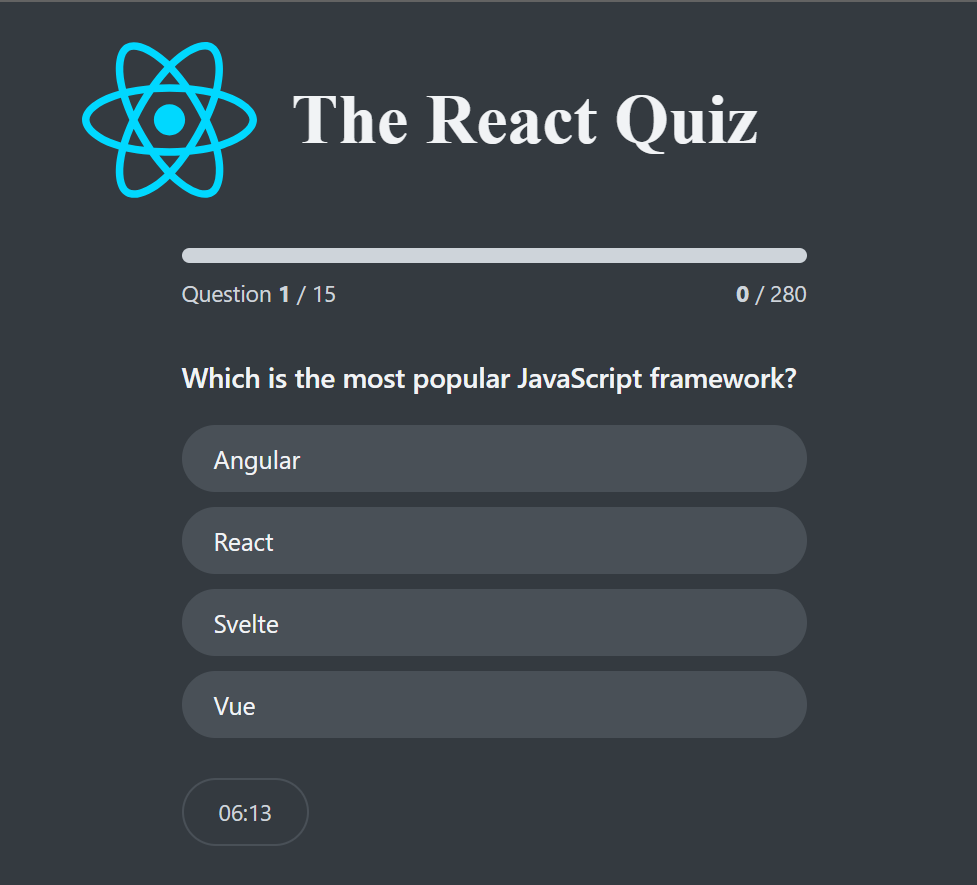 The React Quiz
Question 1 / 15
0 / 280
Which is the most popular JavaScript framework?
Angular
React
Svelte
Vue
06:13